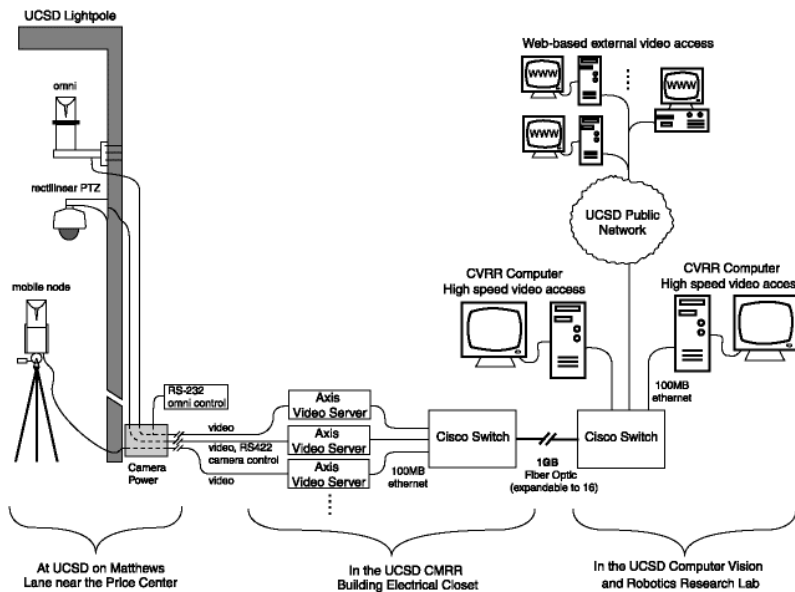 UCSD Lightpole
omni
rectilinear PTZ
mobile node
RS-232
omni control
Camera
Power
video
video, RS422
camera control
video
Axis
Video Server
Axis
Video Server
Axis
Video Server
100MB
ethernet
Cisco Switch
1GB
Fiber Optic
(expandable to 16)
Cisco Switch
Web-based external video access
WWW
WWW
WWW
UCSD Public
Network
CVRR Computer
High speed video access
CVRR Computer
High speed video access
100MB
ethernet
At UCSD on Matthews
Lane near the Price Center
In the UCSD CMRR
Building Electrical Closet
In the UCSD Computer Vision
and Robotics Research Lab